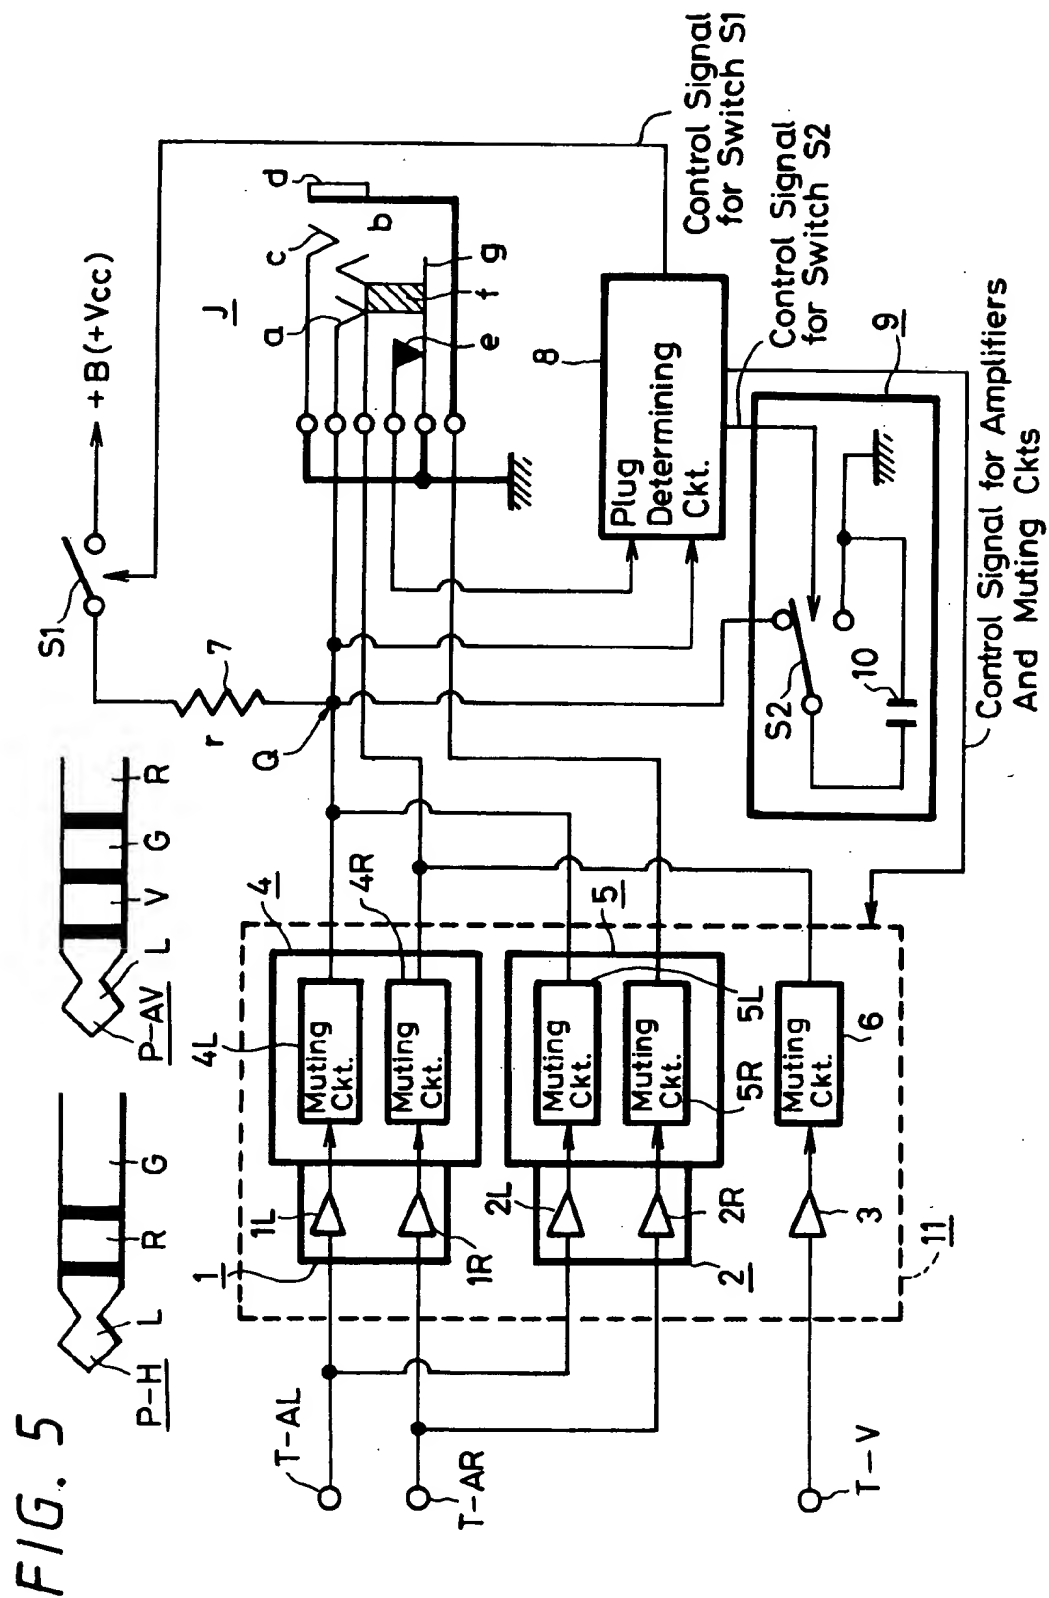 FIG. 5
P-H
L
R
G
P-AV
L
V
G
R
S1
+B(+Vcc)
r
7
Q
J
a
c
d
b
e
f
g
T-AL
T-AR
T-V
1
1L
1R
2
2L
2R
3
4
4L
4R
Muting
Ckt.
Muting
Ckt.
5
5L
5R
Muting
Ckt.
Muting
Ckt.
6
Muting
Ckt.
11
8
Plug
Determining
Ckt.
9
S2
10
Control Signal
for Switch S1
Control Signal
for Switch S2
Control Signal for Amplifiers
And Muting Ckts